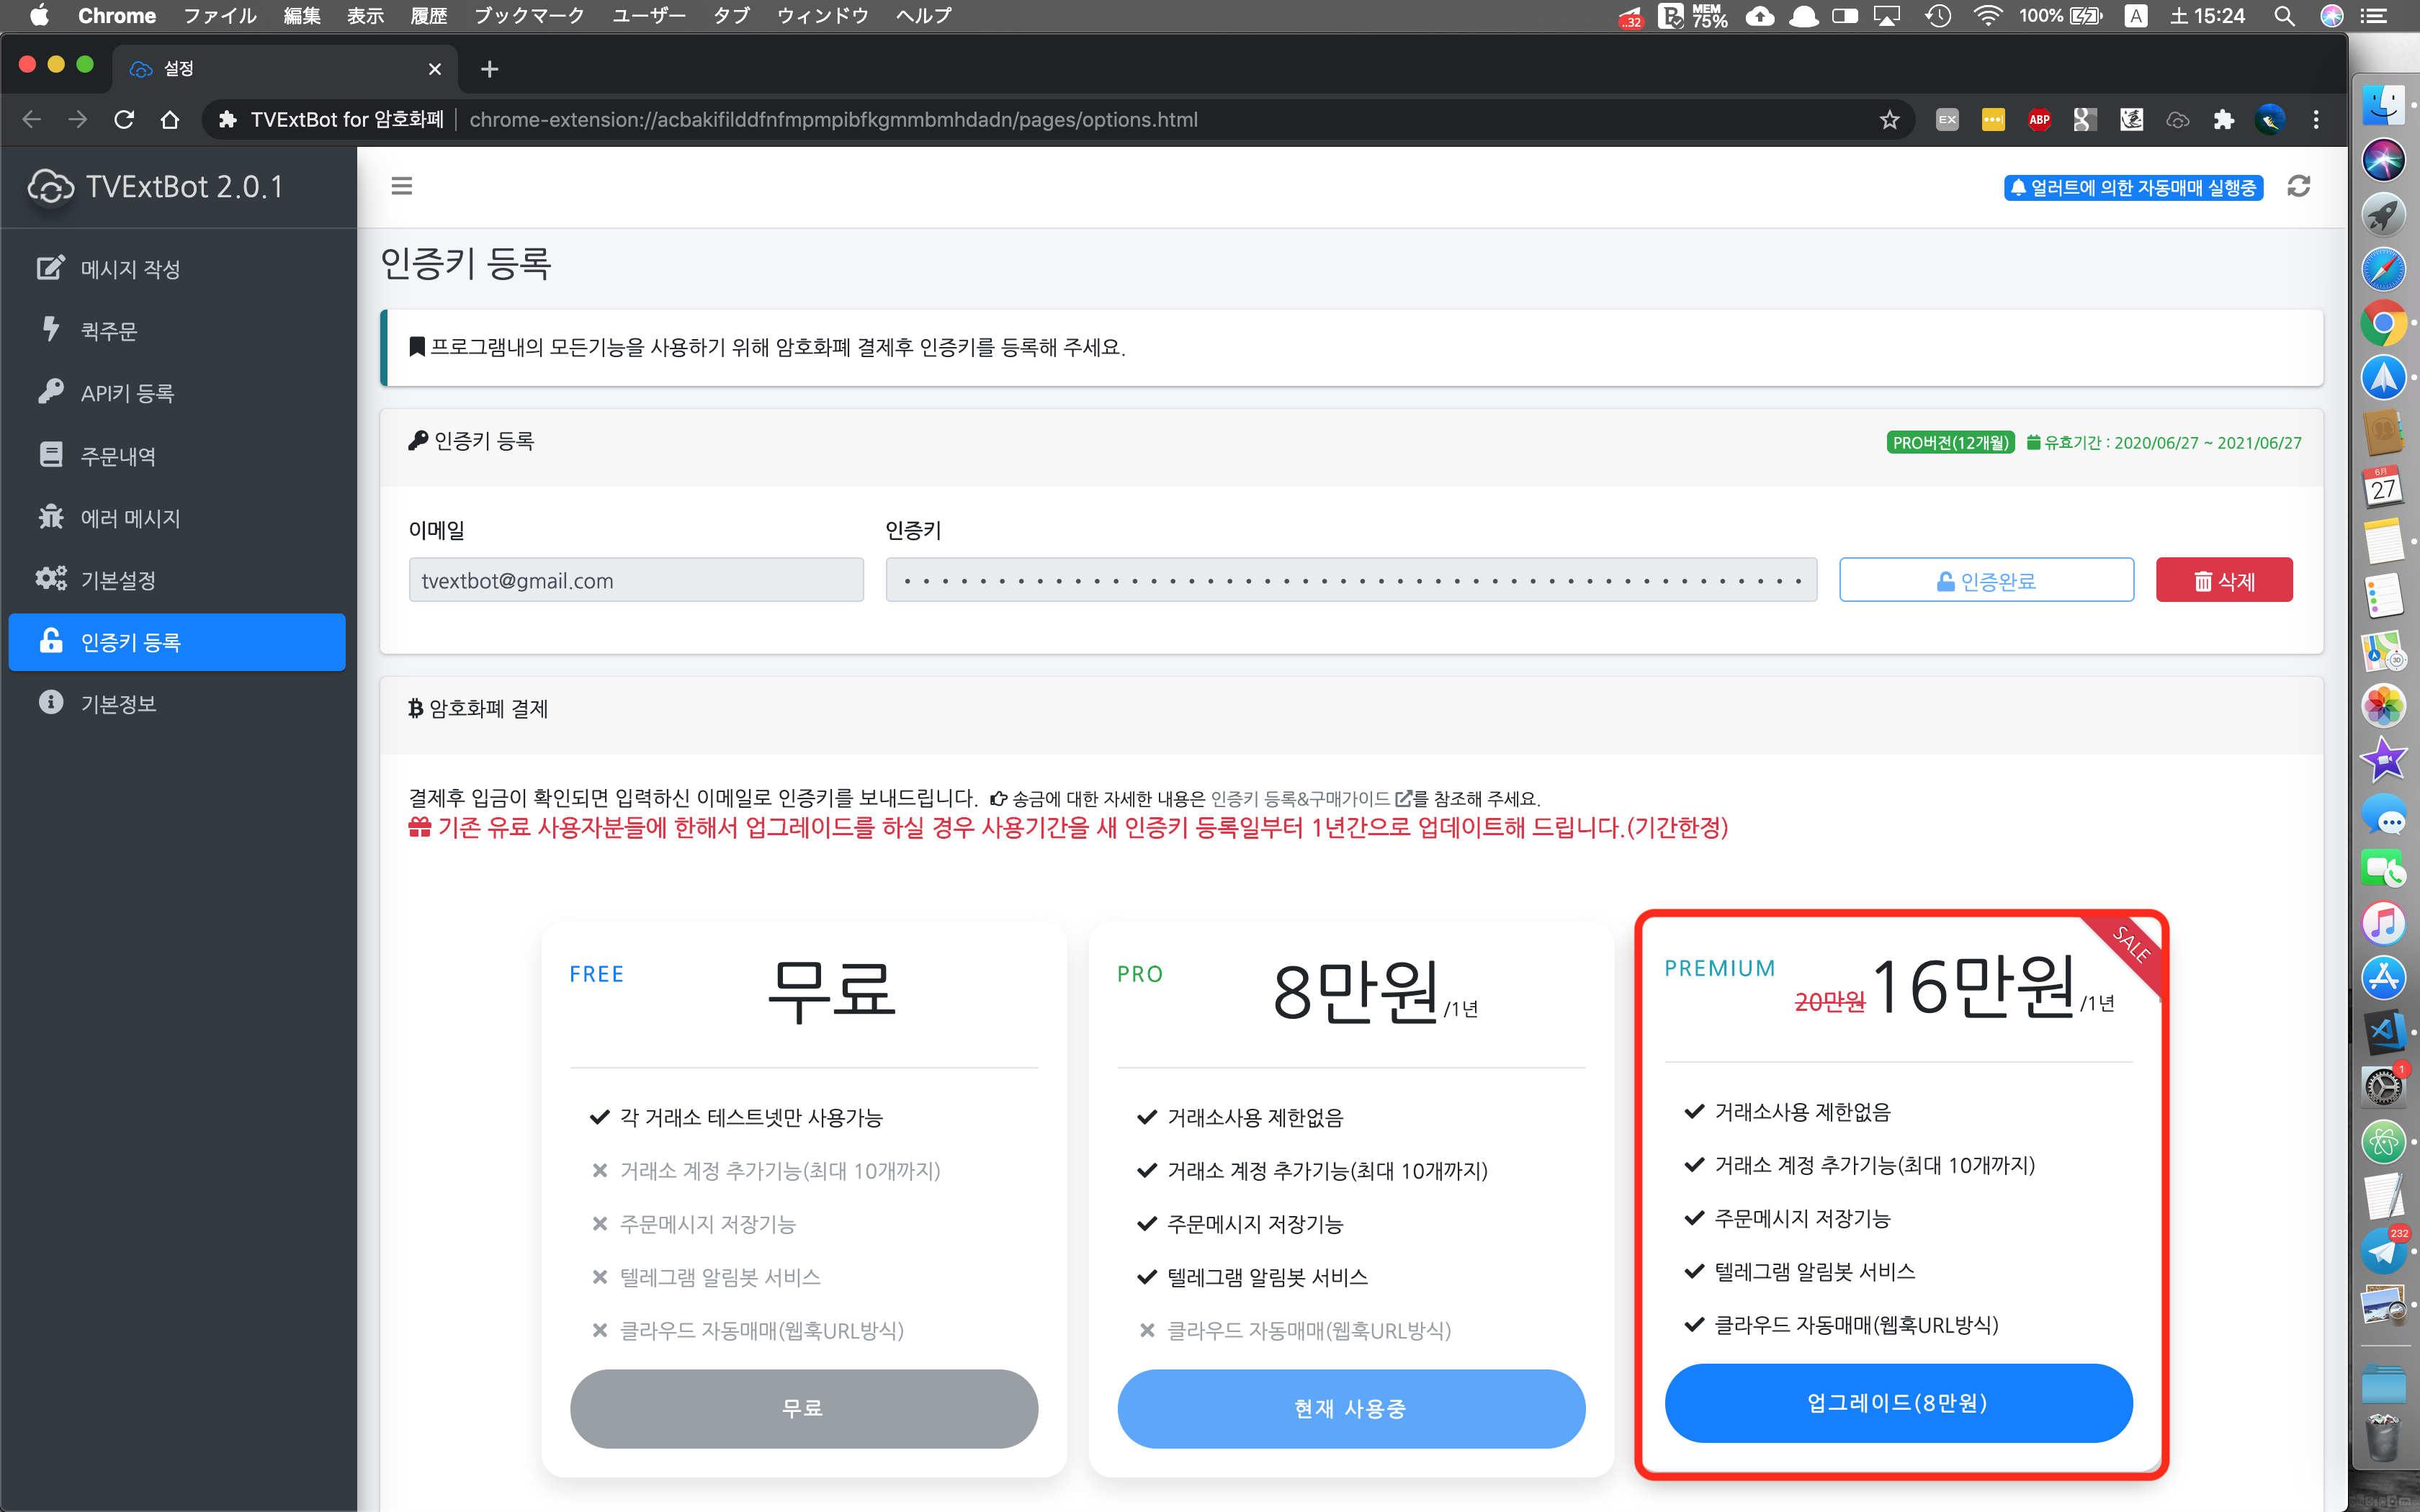 Chrome ファイル 編集 表示 履歴 ブックマーク ユーザー タブ ウィンドウ ヘルプ
..32 MEM 75% 100% A 土 15:24
설정
TVExtBot for 암호화폐 chrome-extension://acbakifilddfnfmpmpibfkgmmbmhdadn/pages/options.html
EX ABP
TVExtBot 2.0.1
얼러트에 의한 자동매매 실행중
메시지 작성
퀵주문
API키 등록
주문내역
에러 메시지
기본설정
인증키 등록
기본정보
인증키 등록
프로그램내의 모든기능을 사용하기 위해 암호화폐 결제후 인증키를 등록해 주세요.
인증키 등록
PRO버전(12개월) 유효기간 : 2020/06/27 ~ 2021/06/27
이메일 인증키
tvextbot@gmail.com 인증완료 삭제
암호화폐 결제
결제후 입금이 확인되면 입력하신 이메일로 인증키를 보내드립니다. 송금에 대한 자세한 내용은 인증키 등록&구매가이드 를 참조해 주세요.
기존 유료 사용자분들에 한해서 업그레이드를 하실 경우 사용기간을 새 인증키 등록일부터 1년간으로 업데이트해 드립니다.(기간한정)
FREE 무료
각 거래소 테스트넷만 사용가능
거래소 계정 추가기능(최대 10개까지)
주문메시지 저장기능
텔레그램 알림봇 서비스
클라우드 자동매매(웹훅URL방식)
무료
PRO 8만원/1년
거래소사용 제한없음
거래소 계정 추가기능(최대 10개까지)
주문메시지 저장기능
텔레그램 알림봇 서비스
클라우드 자동매매(웹훅URL방식)
현재 사용중
SALE
PREMIUM 20만원 16만원/1년
거래소사용 제한없음
거래소 계정 추가기능(최대 10개까지)
주문메시지 저장기능
텔레그램 알림봇 서비스
클라우드 자동매매(웹훅URL방식)
업그레이드(8만원)
6月
27
3D
1
232